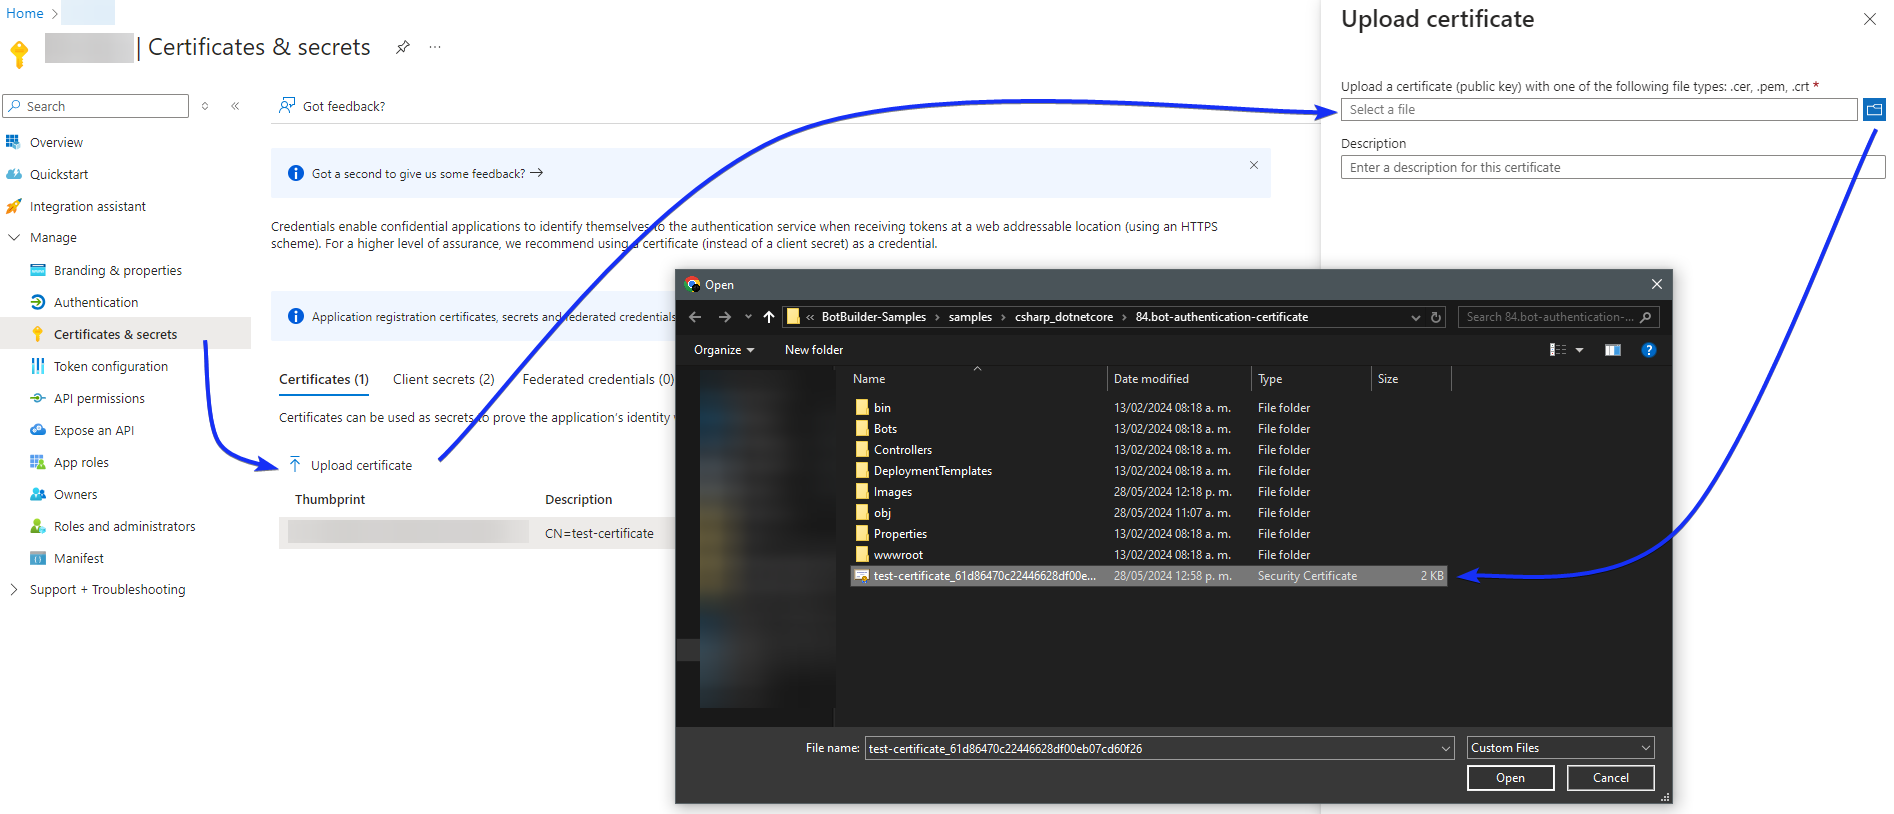 Home
| Certificates & secrets
Search
Overview
Quickstart
Integration assistant
Manage
Branding & properties
Authentication
Certificates & secrets
Token configuration
API permissions
Expose an API
App roles
Owners
Roles and administrators
Manifest
Support + Troubleshooting
Got feedback?
Got a second to give us some feedback?
Credentials enable confidential applications to identify themselves to the authentication service when receiving tokens at a web addressable location (using an HTTPS
scheme). For a higher level of assurance, we recommend using a certificate (instead of a client secret) as a credential.
Application registration certificates, secrets and federated credentials
Certificates (1) Client secrets (2) Federated credentials (0)
Certificates can be used as secrets to prove the application's identity
Upload certificate
Thumbprint Description
CN=test-certificate
Upload certificate
Upload a certificate (public key) with one of the following file types: .cer, .pem, .crt *
Select a file
Description
Enter a description for this certificate
Open
« BotBuilder-Samples › samples › csharp_dotnetcore › 84.bot-authentication-certificate
Search 84.bot-authentication-...
Organize New folder
Name Date modified Type Size
bin 13/02/2024 08:18 a. m. File folder
Bots 13/02/2024 08:18 a. m. File folder
Controllers 13/02/2024 08:18 a. m. File folder
DeploymentTemplates 13/02/2024 08:18 a. m. File folder
Images 28/05/2024 12:18 p. m. File folder
obj 28/05/2024 11:07 a. m. File folder
Properties 13/02/2024 08:18 a. m. File folder
wwwroot 13/02/2024 08:18 a. m. File folder
test-certificate_61d86470c22446628df00e... 28/05/2024 12:58 p. m. Security Certificate 2 KB
File name: test-certificate_61d86470c22446628df00eb07cd60f26
Custom Files
Open Cancel